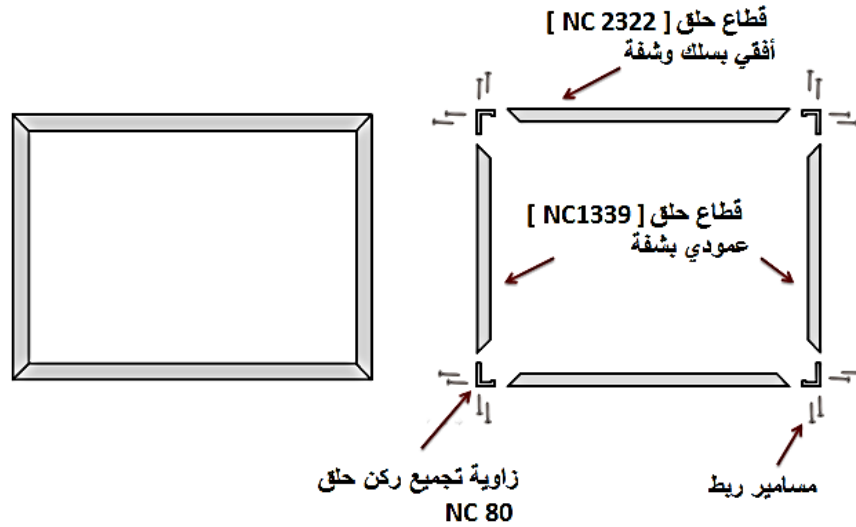 قطاع حلق [ NC 2322 ]
أفقي بسلك وشفة
قطاع حلق [ NC1339 ]
عمودي بشفة
زاوية تجميع ركن حلق
NC 80
مسامير ربط